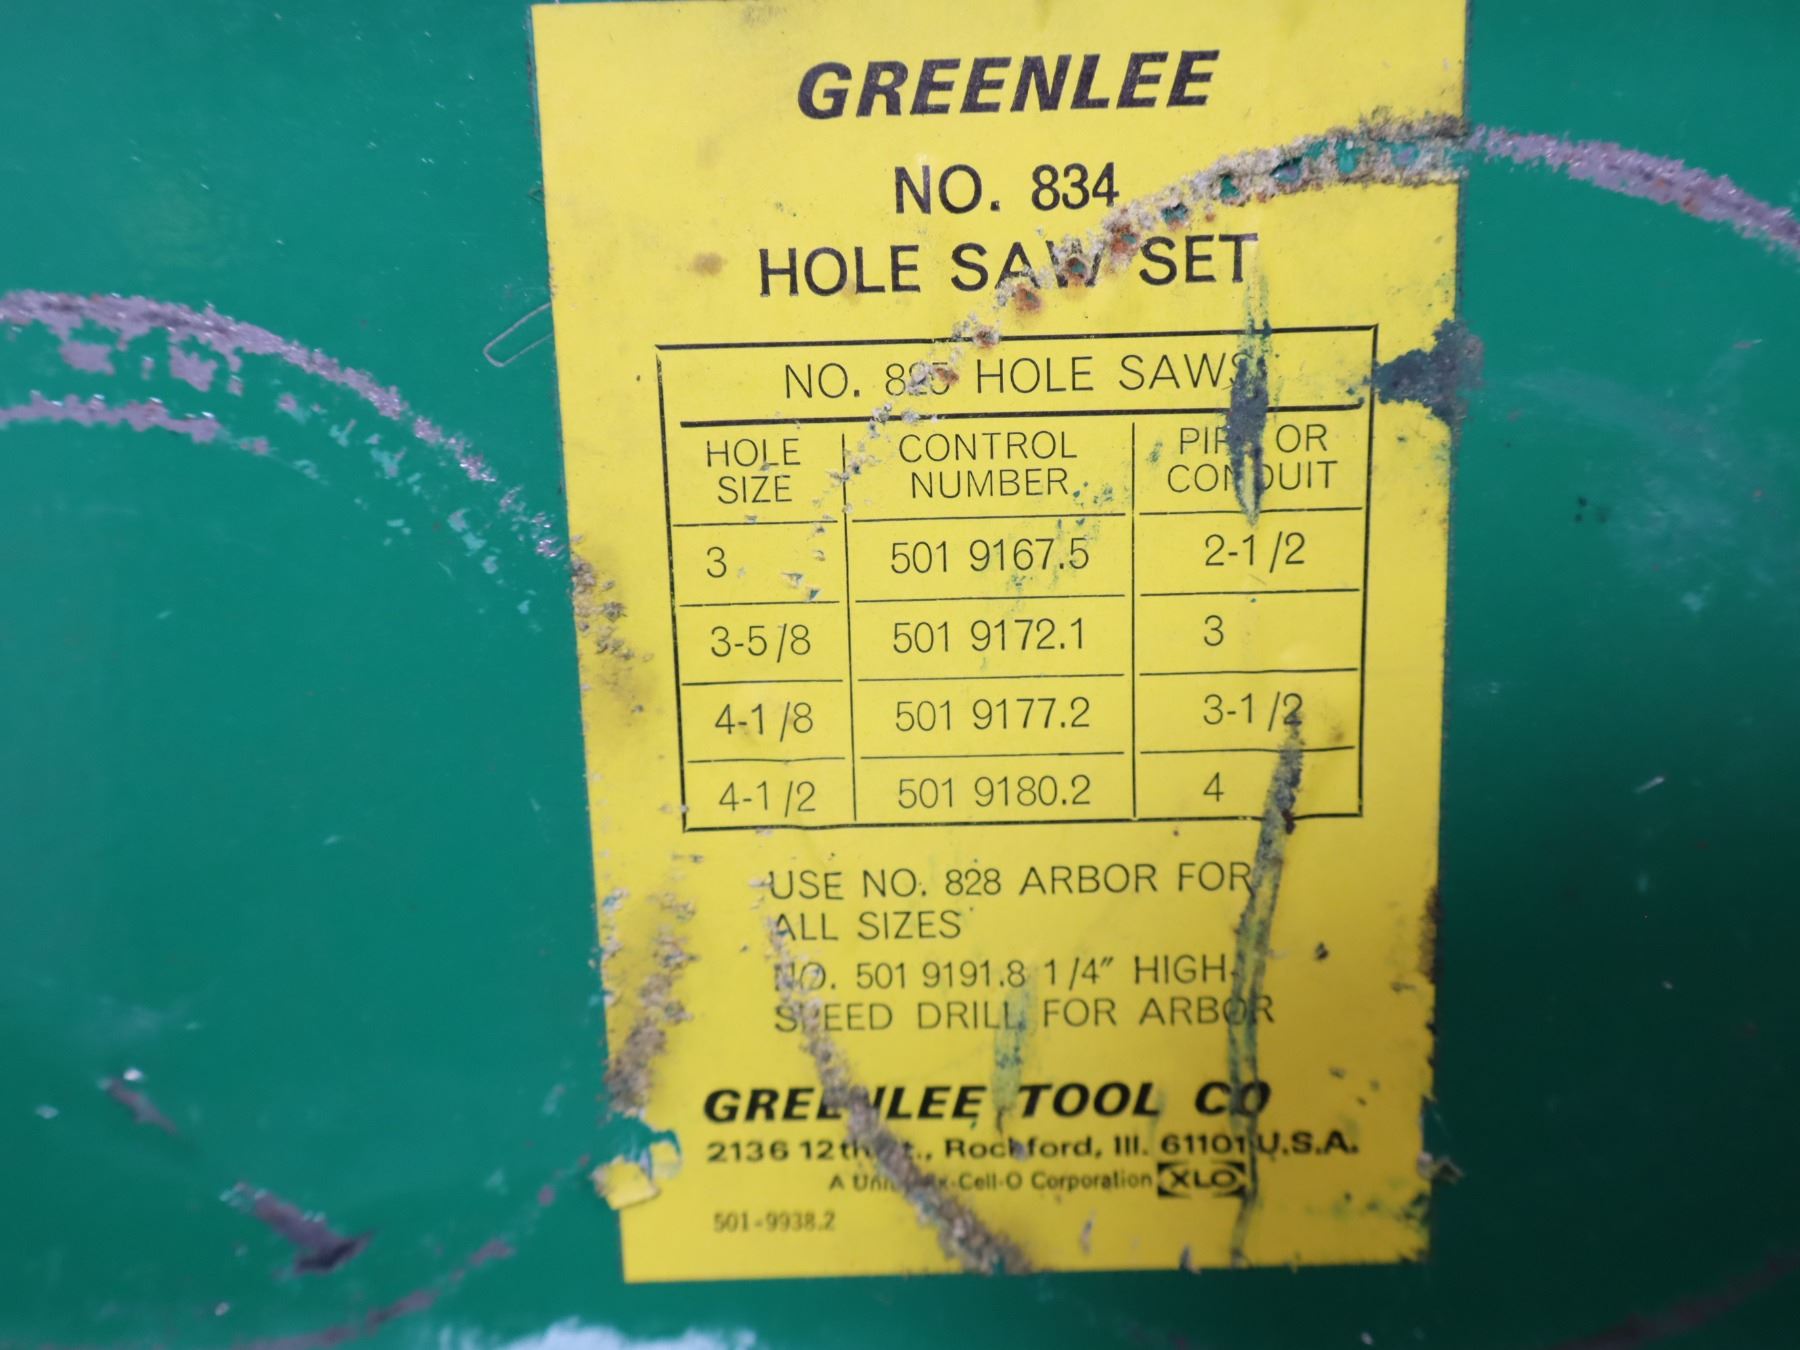 GREENLEE
NO. 834
HOLE SAW SET
NO. HOLE SAWS
HOLE SIZE CONTROL NUMBER PIPE OR CONDUIT
3 501 9167.5 2-1/2
3-5/8 501 9172.1 3
4-1/8 501 9177.2 3-1/2
4-1/2 501 9180.2 4
USE NO. 828 ARBOR FOR
ALL SIZES
NO. 501 9191.8 1/4" HIGH-
SPEED DRILL FOR ARBOR
GREENLEE TOOL CO
2136 12th St., Rockford, Ill. 61101 U.S.A.
A Unit Ex-Cell-O Corporation XLO
501-9938.2